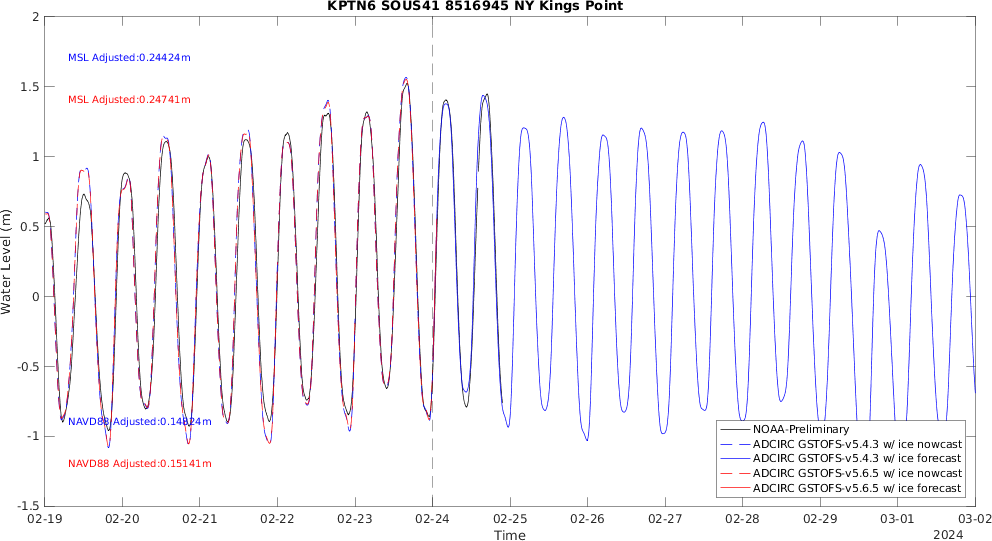 KPTN6 SOUS41 8516945 NY Kings Point
2
1.5
1
0.5
0
-0.5
-1
-1.5
Water Level (m)
MSL Adjusted:0.24424m
MSL Adjusted:0.24741m
NAVD88 Adjusted:0.14824m
NAVD88 Adjusted:0.15141m
NOAA-Preliminary
ADCIRC GSTOFS-v5.4.3 w/ ice nowcast
ADCIRC GSTOFS-v5.4.3 w/ ice forecast
ADCIRC GSTOFS-v5.6.5 w/ ice nowcast
ADCIRC GSTOFS-v5.6.5 w/ ice forecast
02-19 02-20 02-21 02-22 02-23 02-24 02-25 02-26 02-27 02-28 02-29 03-01 03-02
Time
2024